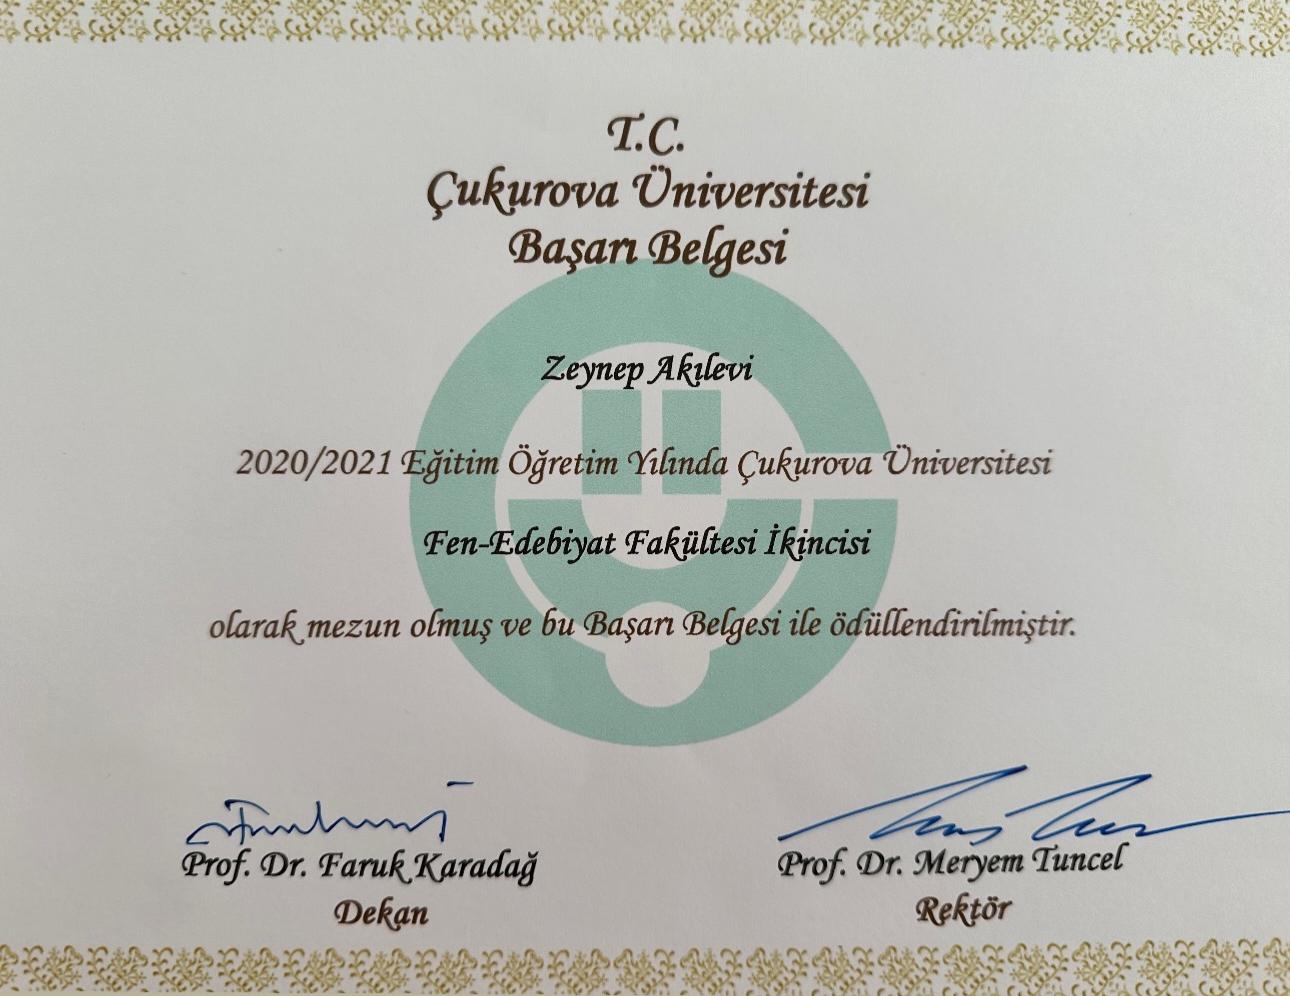 T.C.
Çukurova Üniversitesi
Başarı Belgesi
Zeynep Akılevi
2020/2021 Eğitim Öğretim Yılında Çukurova Üniversitesi
Fen-Edebiyat Fakültesi İkincisi
olarak mezun olmuş ve bu Başarı Belgesi ile ödüllendirilmiştir.
Prof. Dr. Faruk Karadağ
Dekan
Prof. Dr. Meryem Tuncel
Rektör